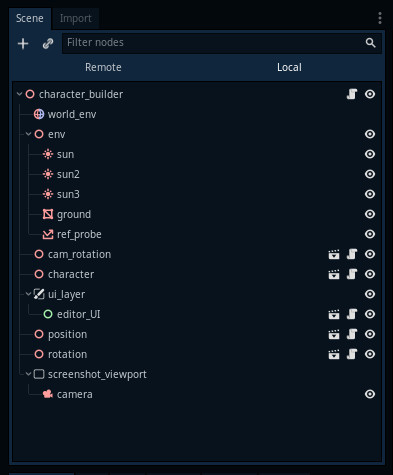 Scene Import
Filter nodes
Remote Local
character_builder
world_env
env
sun
sun2
sun3
ground
ref_probe
cam_rotation
character
ui_layer
editor_UI
position
rotation
screenshot_viewport
camera